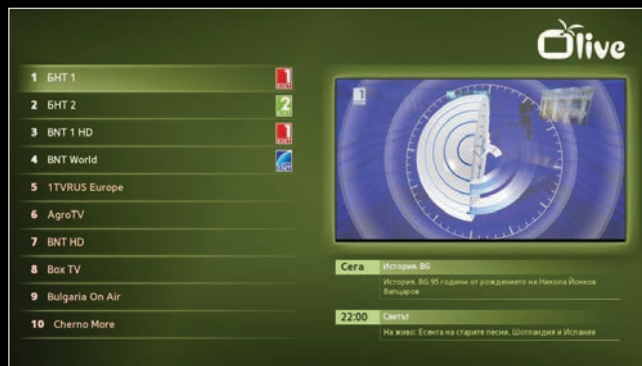 Olive
1 БНТ 1
2 БНТ 2
3 BNT 1 HD
4 BNT World
5 1TVRUS Europe
6 AgroTV
7 BNT HD
8 Box TV
9 Bulgaria On Air
10 Cherno More
Сега История. BG
История. BG 95 години от рождението на Никола Йонков
Вапцаров
22:00 Светът
На живо: Есента на старите песни, Шотландия и Испания